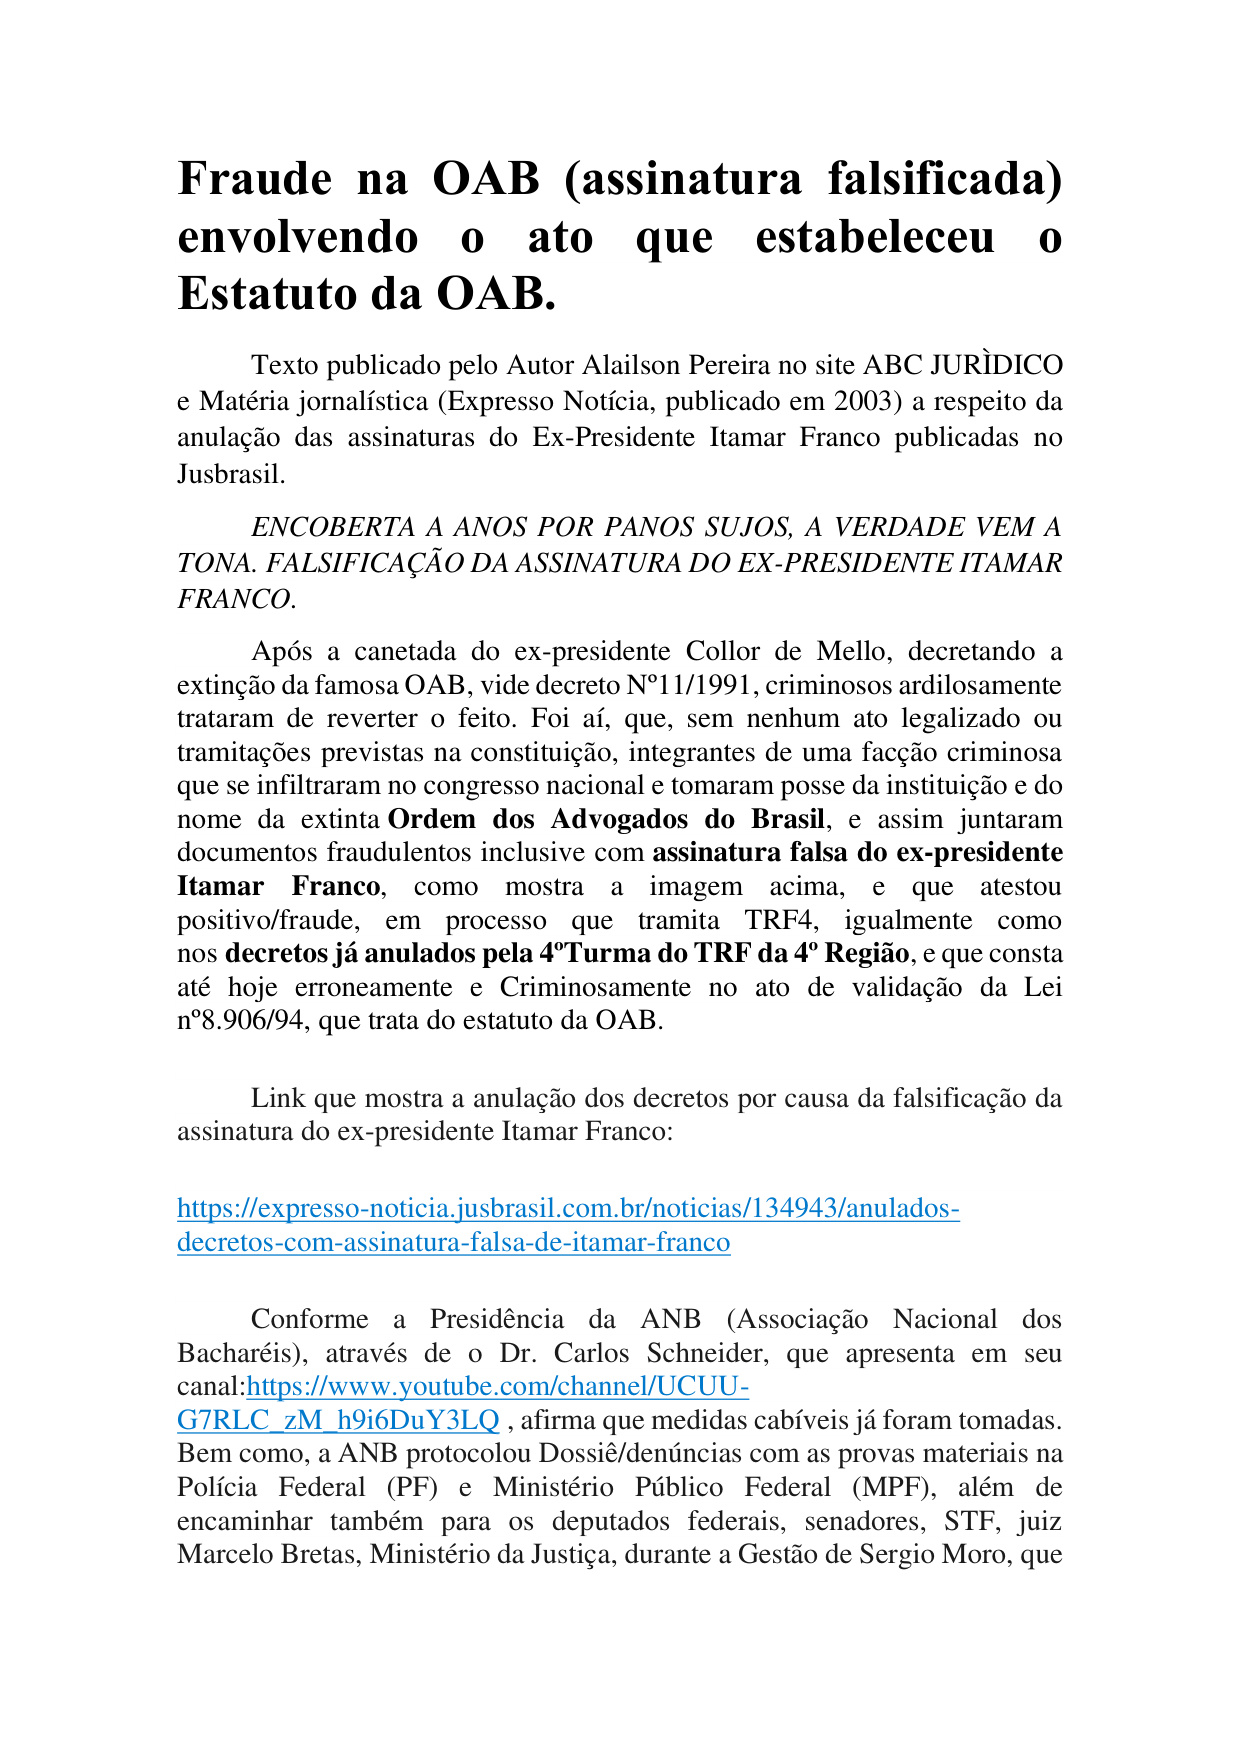 Fraude na OAB (assinatura falsificada)
envolvendo o ato que estabeleceu o
Estatuto da OAB.
Texto publicado pelo Autor Alailson Pereira no site ABC JURÌDICO
e Matéria jornalística (Expresso Notícia, publicado em 2003) a respeito da
anulação das assinaturas do Ex-Presidente Itamar Franco publicadas no
Jusbrasil.
ENCOBERTA A ANOS POR PANOS SUJOS, A VERDADE VEM A
TONA. FALSIFICAÇÃO DA ASSINATURA DO EX-PRESIDENTE ITAMAR
FRANCO.
Após a canetada do ex-presidente Collor de Mello, decretando a
extinção da famosa OAB, vide decreto Nº11/1991, criminosos ardilosamente
trataram de reverter o feito. Foi aí, que, sem nenhum ato legalizado ou
tramitações previstas na constituição, integrantes de uma facção criminosa
que se infiltraram no congresso nacional e tomaram posse da instituição e do
nome da extinta Ordem dos Advogados do Brasil, e assim juntaram
documentos fraudulentos inclusive com assinatura falsa do ex-presidente
Itamar Franco, como mostra a imagem acima, e que atestou
positivo/fraude, em processo que tramita TRF4, igualmente como
nos decretos já anulados pela 4ºTurma do TRF da 4º Região, e que consta
até hoje erroneamente e Criminosamente no ato de validação da Lei
nº8.906/94, que trata do estatuto da OAB.
Link que mostra a anulação dos decretos por causa da falsificação da
assinatura do ex-presidente Itamar Franco:
https://expresso-noticia.jusbrasil.com.br/noticias/134943/anulados-
decretos-com-assinatura-falsa-de-itamar-franco
Conforme a Presidência da ANB (Associação Nacional dos
Bacharéis), através de o Dr. Carlos Schneider, que apresenta em seu
canal:https://www.youtube.com/channel/UCUU-
G7RLC_zM_h9i6DuY3LQ , afirma que medidas cabíveis já foram tomadas.
Bem como, a ANB protocolou Dossiê/denúncias com as provas materiais na
Polícia Federal (PF) e Ministério Público Federal (MPF), além de
encaminhar também para os deputados federais, senadores, STF, juiz
Marcelo Bretas, Ministério da Justiça, durante a Gestão de Sergio Moro, que